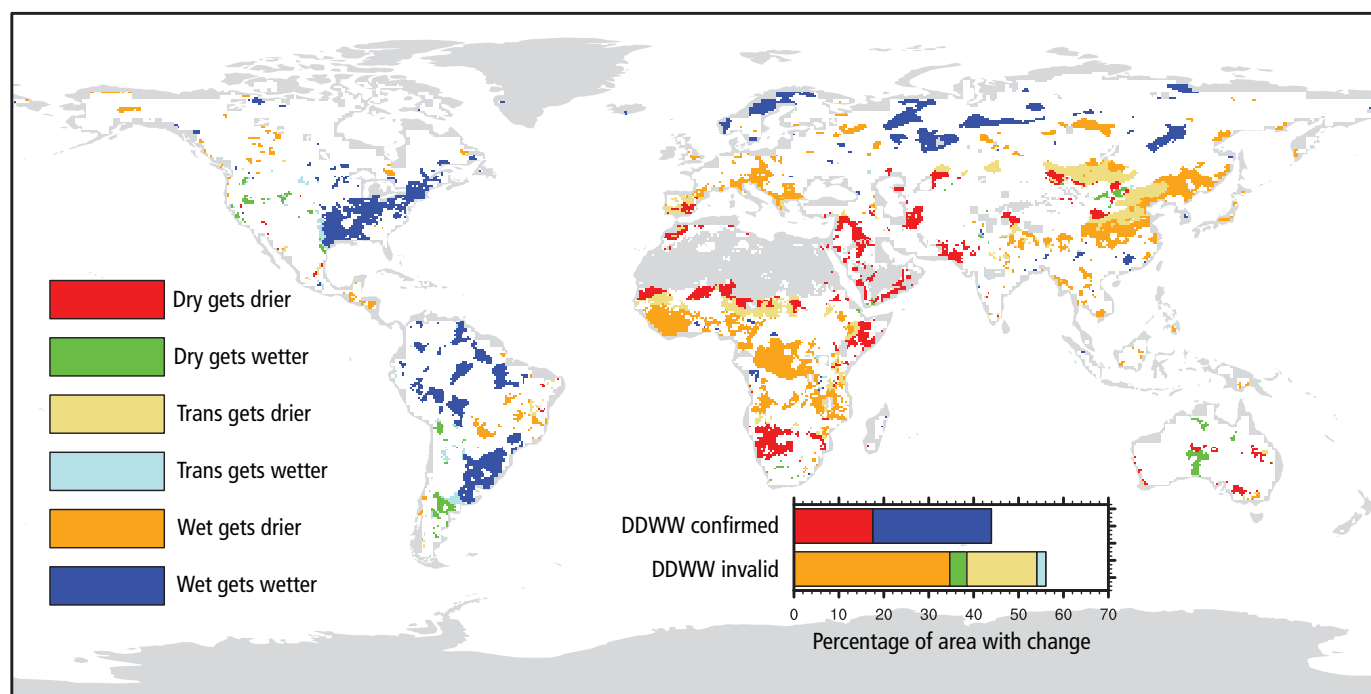 Dry gets drier
Dry gets wetter
Trans gets drier
Trans gets wetter
Wet gets drier
Wet gets wetter
DDWW confirmed
DDWW invalid
0 10 20 30 40 50 60 70
Percentage of area with change